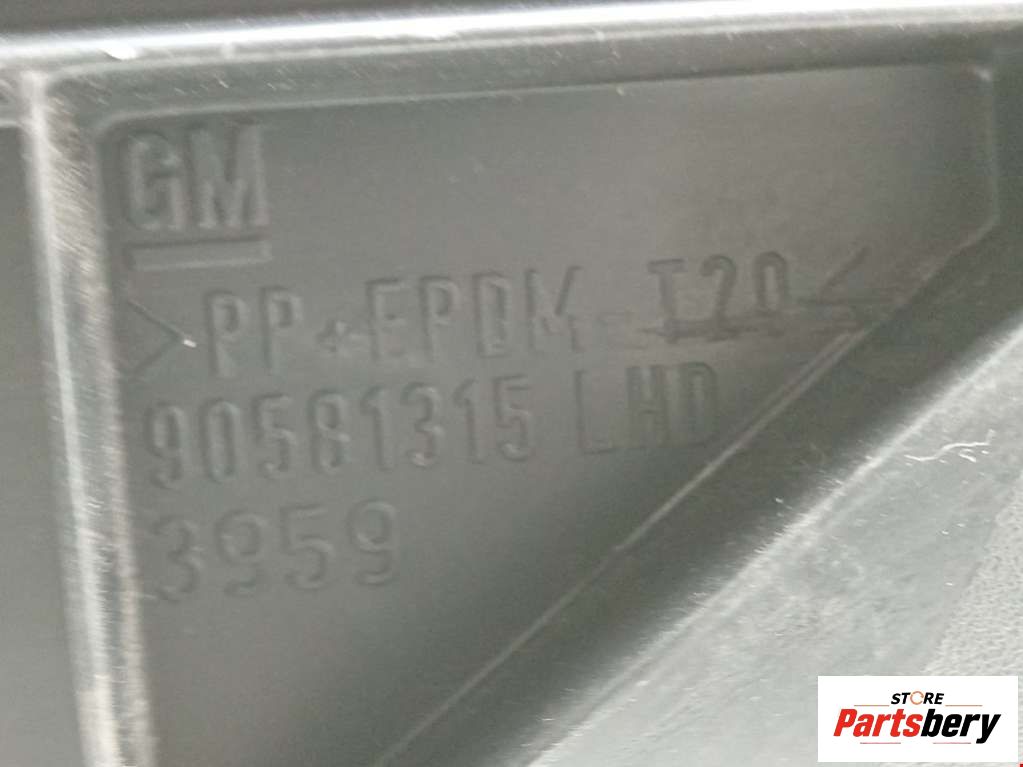 GM
>PP+EPDM-T20<
90581315 LHD
3959
STORE
Partsbery